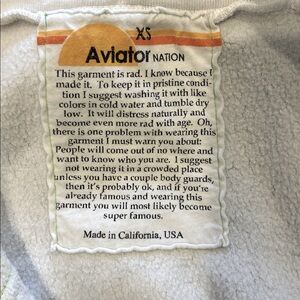 XS
Aviator NATION
This garment is rad. I know because I
made it. To keep it in pristine condi-
tion I suggest washing it with like
colors in cold water and tumble dry
low. It will distress naturally and
become even more rad with age. Oh,
there is one problem with wearing this
garment I must warn you about:
People will come out of no where and
want to know who you are. I suggest
not wearing it in a crowded place
unless you have a couple body guards,
then it's probably ok, and if you're
already famous and wearing this
garment you will most likely become
super famous.
Made in California, USA